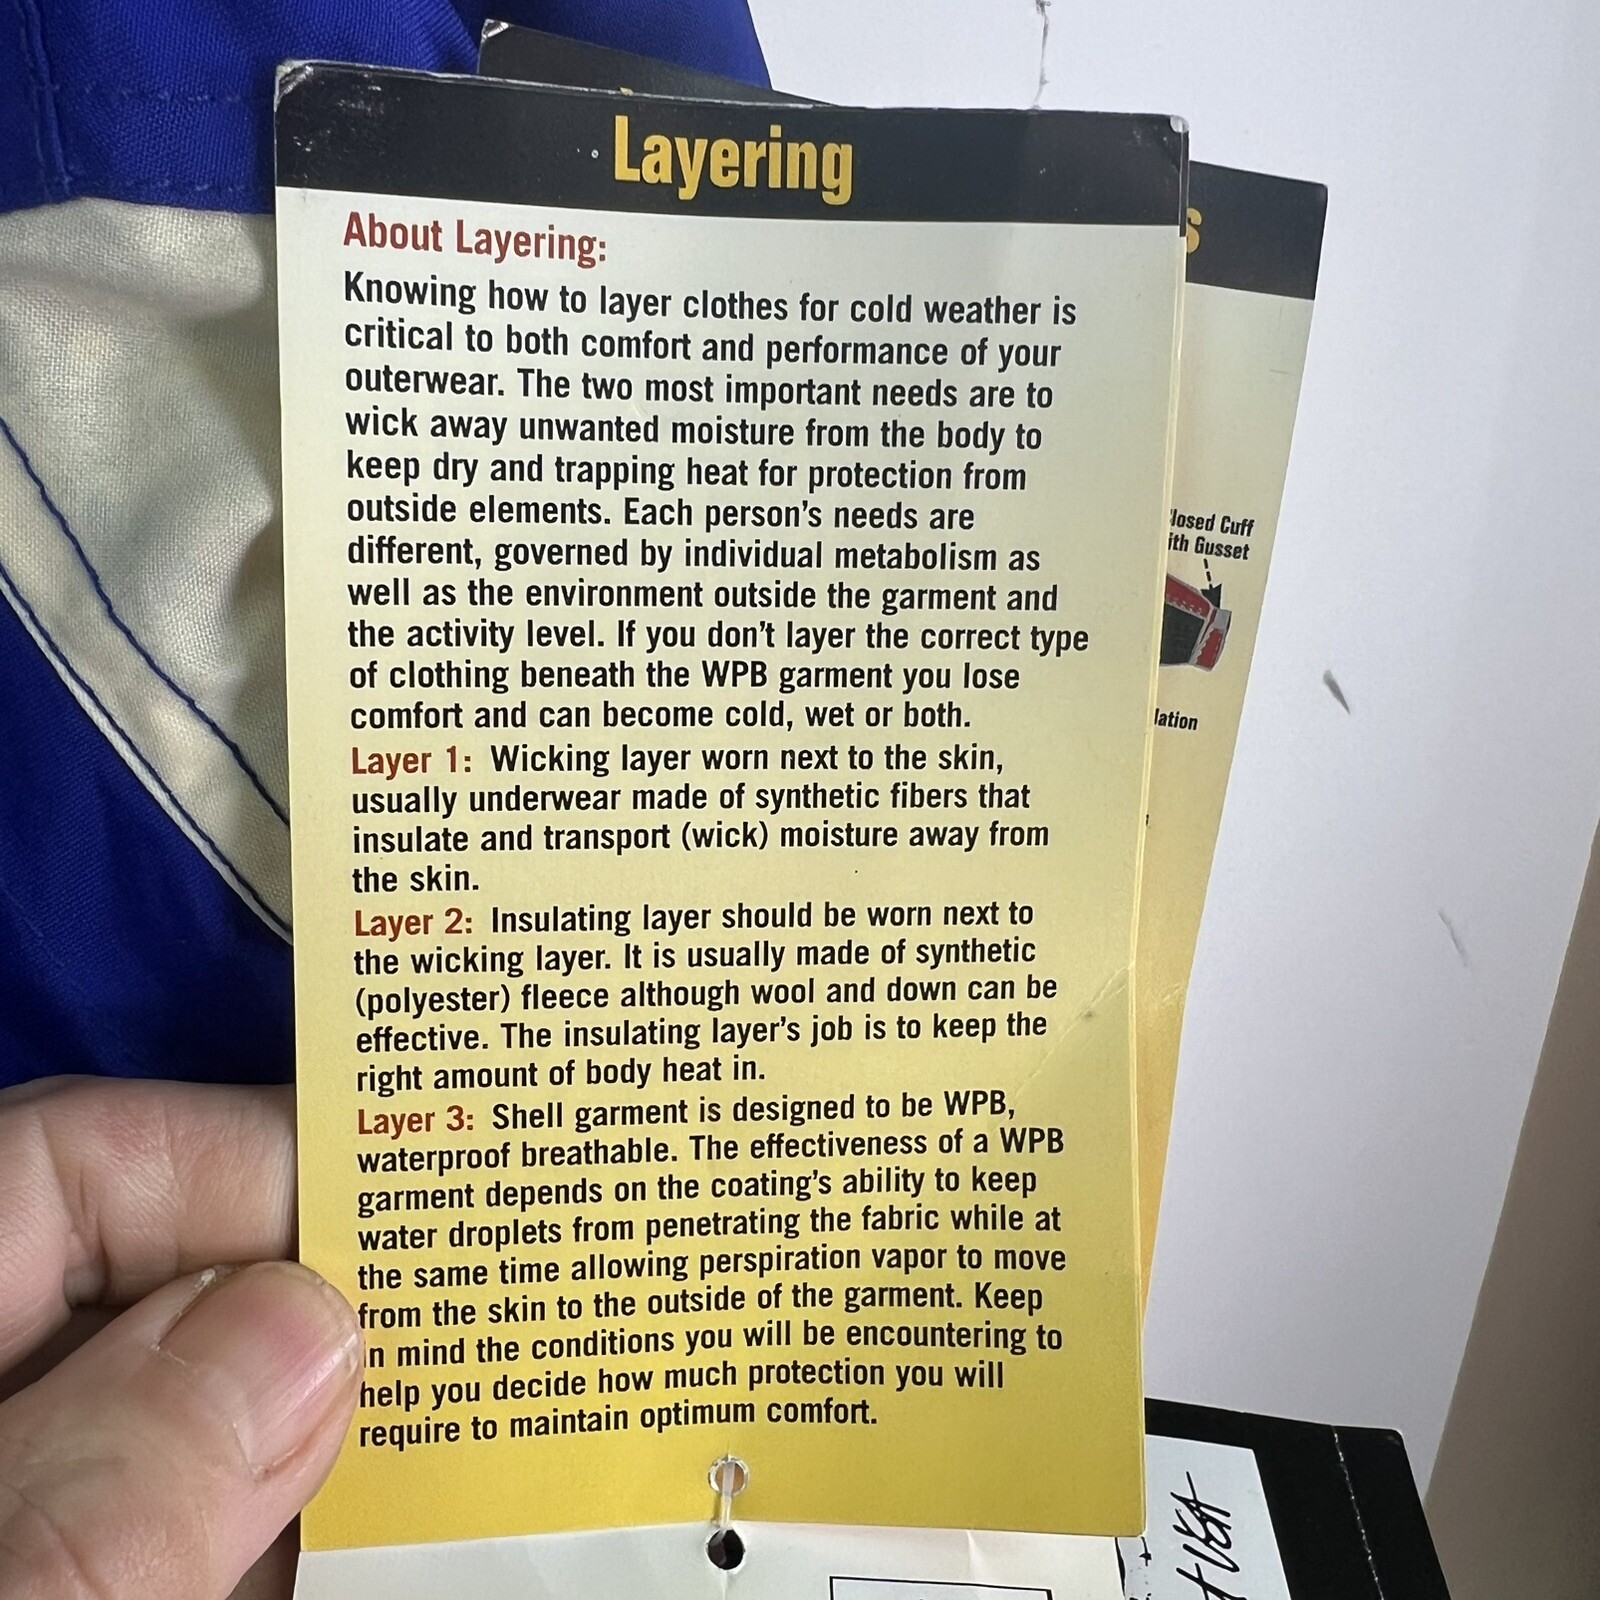 Layering
About Layering:
Knowing how to layer clothes for cold weather is
critical to both comfort and performance of your
outerwear. The two most important needs are to
wick away unwanted moisture from the body to
keep dry and trapping heat for protection from
outside elements. Each person's needs are
different, governed by individual metabolism as
well as the environment outside the garment and
the activity level. If you don't layer the correct type
of clothing beneath the WPB garment you lose
comfort and can become cold, wet or both.
Layer 1: Wicking layer worn next to the skin,
usually underwear made of synthetic fibers that
insulate and transport (wick) moisture away from
the skin.
Layer 2: Insulating layer should be worn next to
the wicking layer. It is usually made of synthetic
(polyester) fleece although wool and down can be
effective. The insulating layer's job is to keep the
right amount of body heat in.
Layer 3: Shell garment is designed to be WPB,
waterproof breathable. The effectiveness of a WPB
garment depends on the coating's ability to keep
water droplets from penetrating the fabric while at
the same time allowing perspiration vapor to move
from the skin to the outside of the garment. Keep
in mind the conditions you will be encountering to
help you decide how much protection you will
require to maintain optimum comfort.
s
losed Cuff
ith Gusset
lation